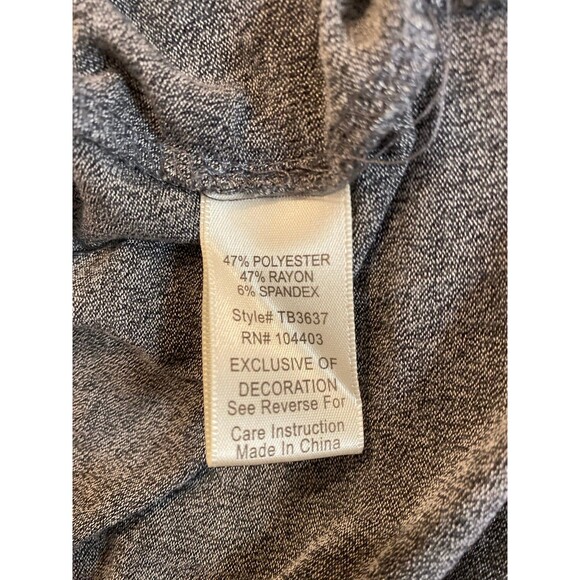 47% POLYESTER
47% RAYON
6% SPANDEX
Style# TB3637
RN# 104403
EXCLUSIVE OF
DECORATION
See Reverse For
Care Instruction
Made In China